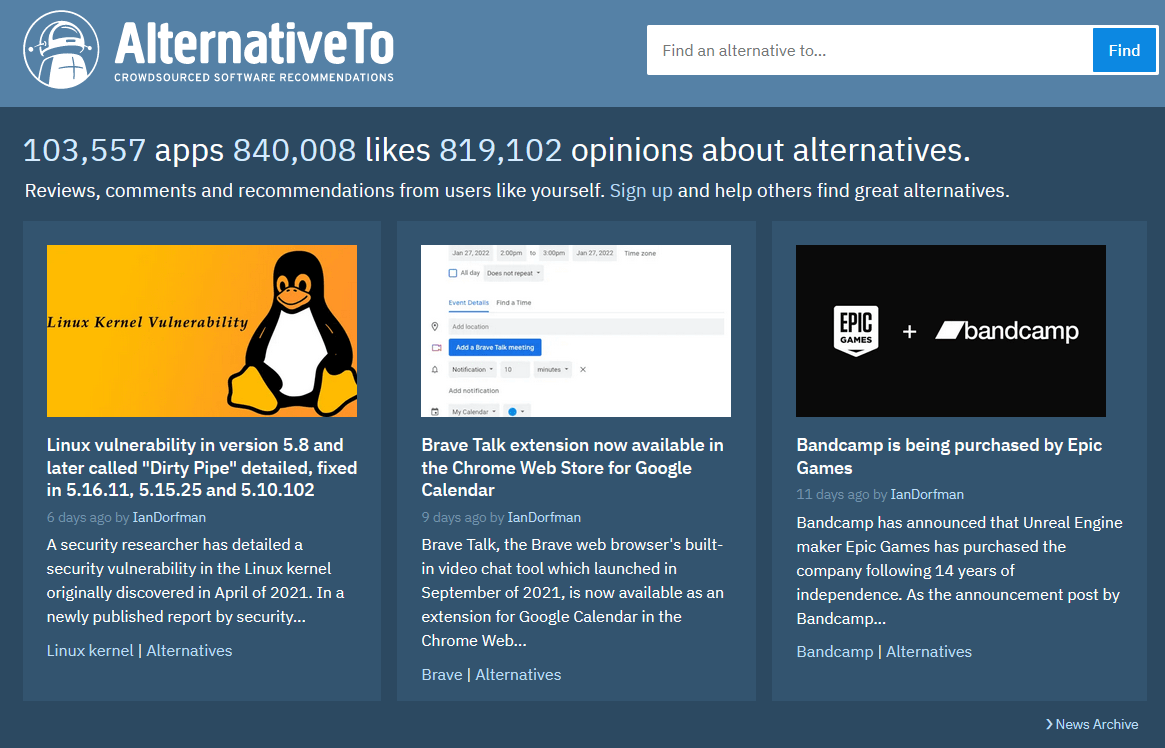 AlternativeTo
CROWDSOURCED SOFTWARE RECOMMENDATIONS
Find an alternative to...
Find
103,557 apps 840,008 likes 819,102 opinions about alternatives.
Reviews, comments and recommendations from users like yourself. Sign up and help others find great alternatives.
Linux Kernel Vulnerability
Linux vulnerability in version 5.8 and
later called "Dirty Pipe" detailed, fixed
in 5.16.11, 5.15.25 and 5.10.102
6 days ago by IanDorfman
A security researcher has detailed a
security vulnerability in the Linux kernel
originally discovered in April of 2021. In a
newly published report by security...
Linux kernel | Alternatives
Jan 27, 2022 2:00pm to 3:00pm Jan 27, 2022 Time zone
All day Does not repeat
Event Details Find a Time
Add location
Add a Brave Talk meeting
Notification 10 minutes
Add notification
My Calendar
Brave Talk extension now available in
the Chrome Web Store for Google
Calendar
9 days ago by IanDorfman
Brave Talk, the Brave web browser's built-
in video chat tool which launched in
September of 2021, is now available as an
extension for Google Calendar in the
Chrome Web...
Brave | Alternatives
EPIC
GAMES
+ bandcamp
Bandcamp is being purchased by Epic
Games
11 days ago by IanDorfman
Bandcamp has announced that Unreal Engine
maker Epic Games has purchased the
company following 14 years of
independence. As the announcement post by
Bandcamp...
Bandcamp | Alternatives
News Archive